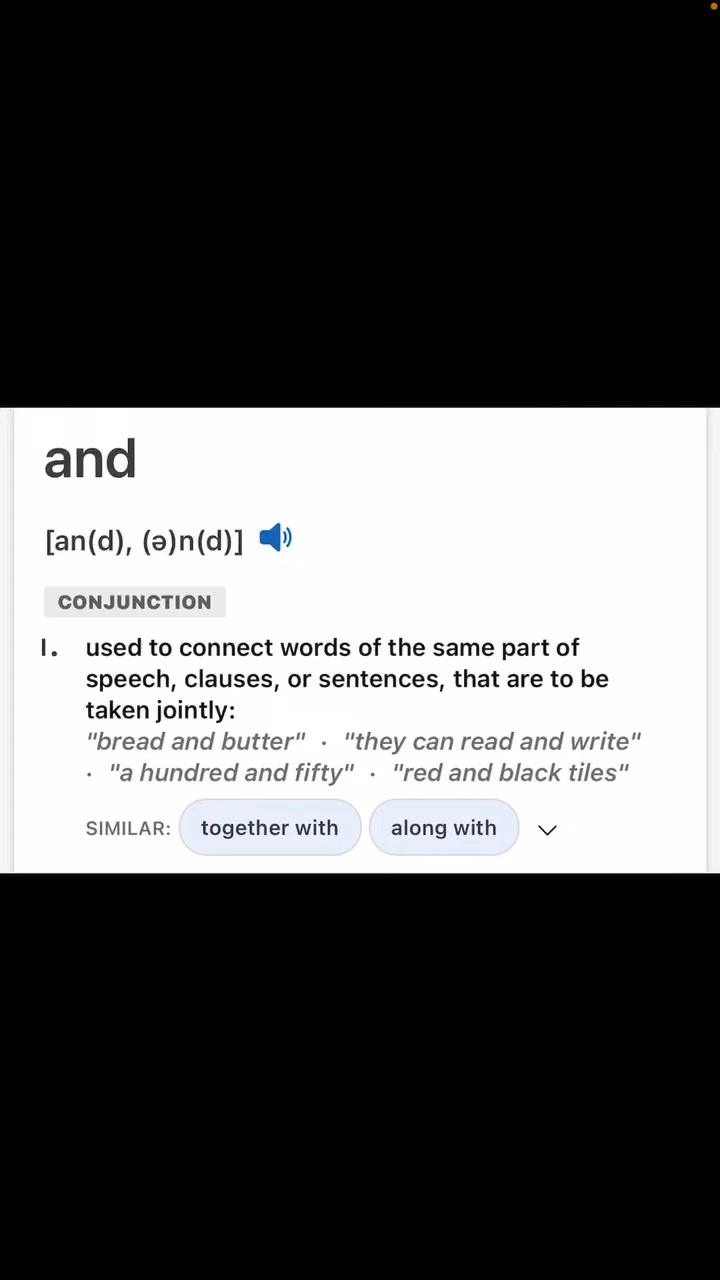 and
[an(d), (ə)n(d)]
CONJUNCTION
1. used to connect words of the same part of
speech, clauses, or sentences, that are to be
taken jointly:
"bread and butter" · "they can read and write"
· "a hundred and fifty" · "red and black tiles"
SIMILAR: together with along with